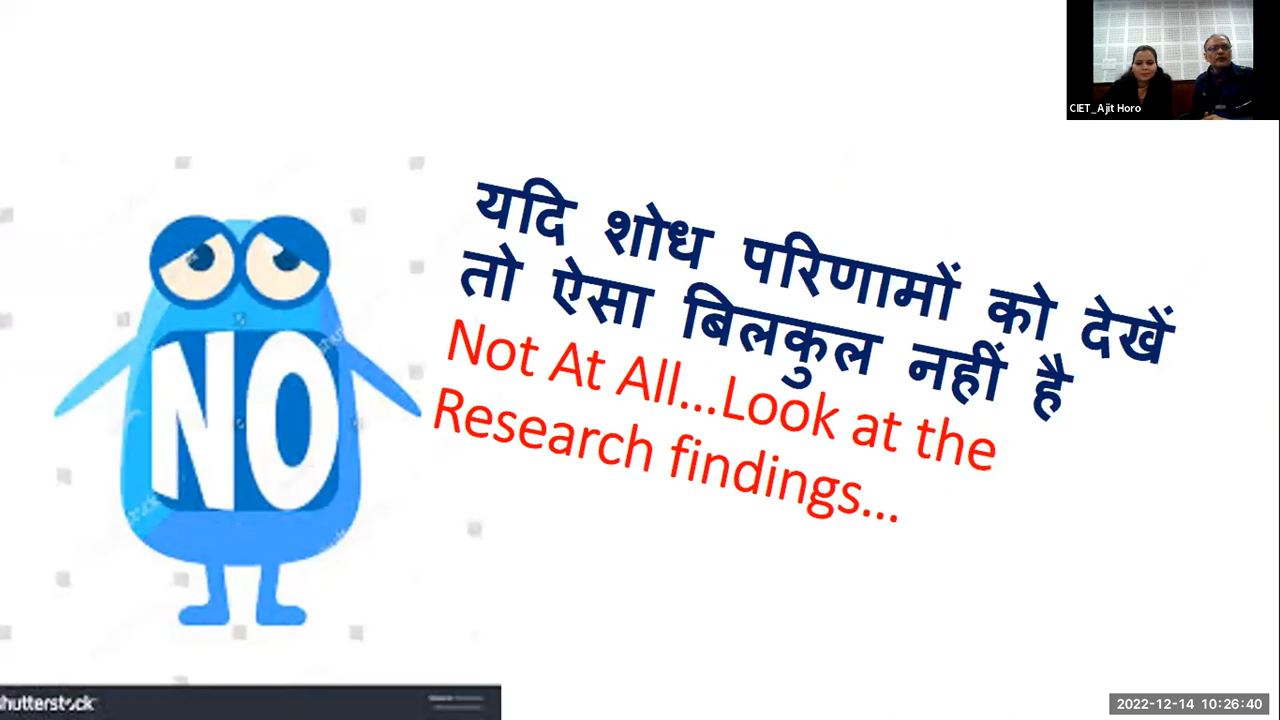 CIET_Ajit Horo
यदि शोध परिणामों को देखें
तो ऐसा बिलकुल नहीं है
Not At All...Look at the
Research findings...
NO
shutterstock
2022-12-14 10:26:40